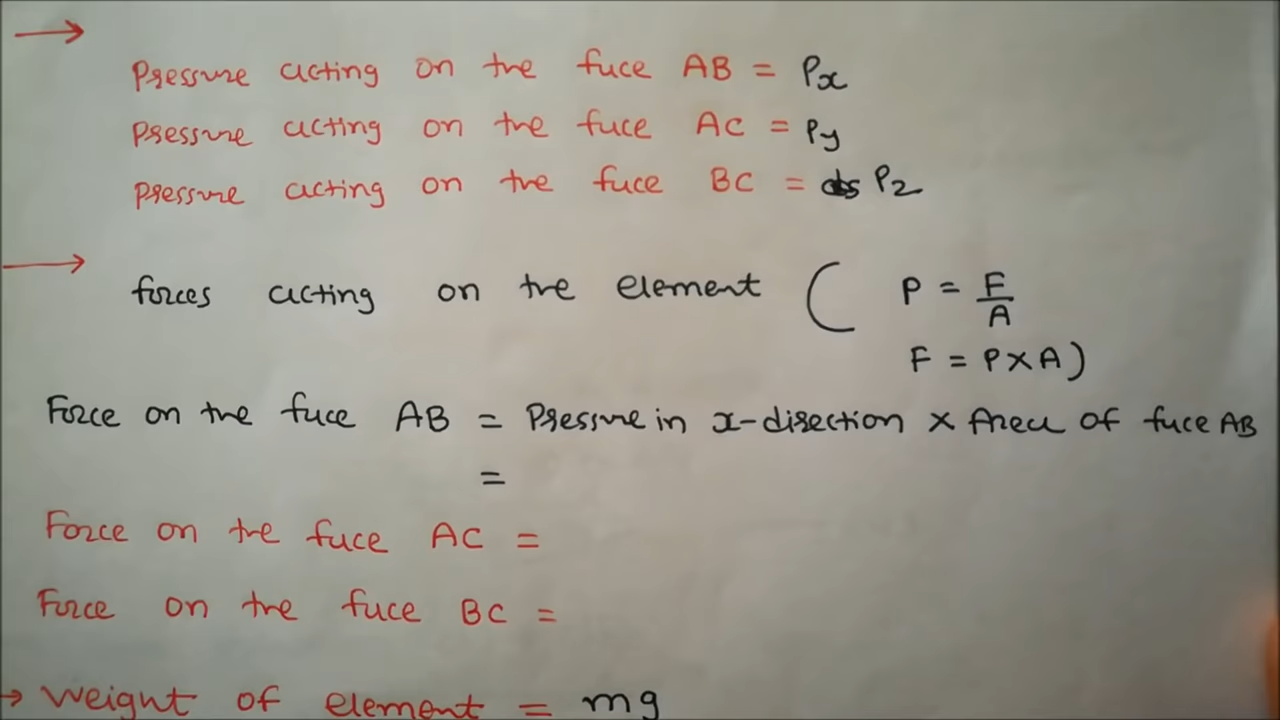 →
Pressure acting on the face AB = Px
Pressure acting on the face AC = Py
Pressure acting on the face BC = Pz
→ forces acting on the element ( P = F/A
F = P×A)
Force on the face AB = Pressure in x-direction × Area of face AB
=
Force on the face AC =
Force on the face BC =
→ Weight of element = mg